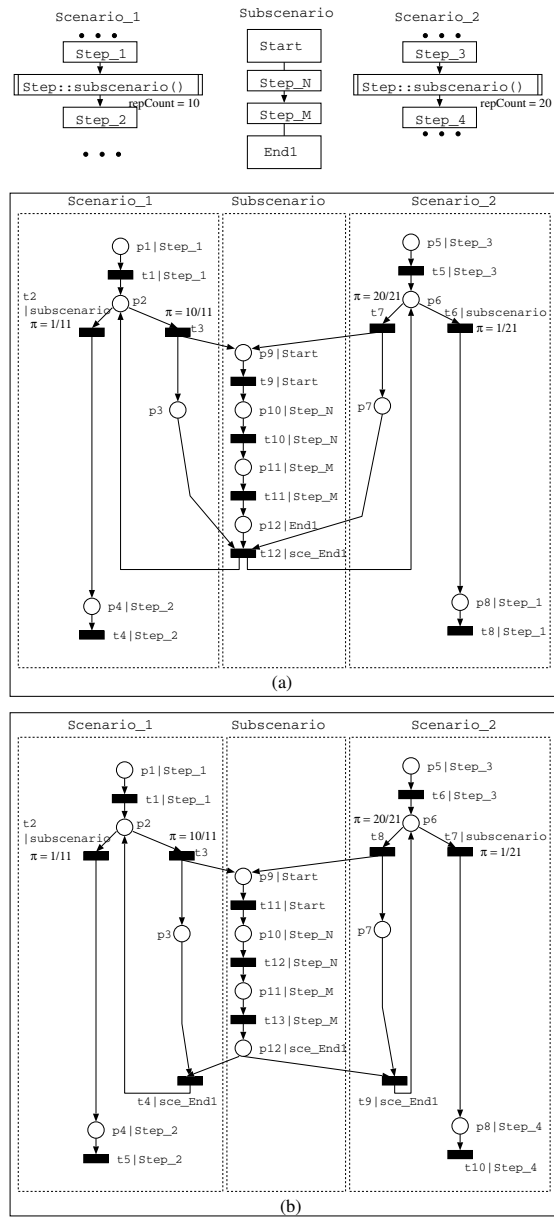 Scenario_1
Subscenario
Scenario_2
Step_1
Start
Step_3
Step::subscenario()
Step_N
Step::subscenario()
repCount = 10
repCount = 20
Step_2
Step_M
Step_4
End1
Scenario_1
Subscenario
Scenario_2
p1|Step_1
p5|Step_3
t1|Step_1
t5|Step_3
t2
|subscenario
p2
π = 1/11
π = 10/11
t3
π = 20/21
t7
p6
t6|subscenario
π = 1/21
p9|Start
t9|Start
p3
p10|Step_N
p7
t10|Step_N
p11|Step_M
t11|Step_M
p12|End1
t12|sce_End1
p4|Step_2
p8|Step_1
t4|Step_2
t8|Step_1
(a)
Scenario_1
Subscenario
Scenario_2
p1|Step_1
p5|Step_3
t1|Step_1
t6|Step_3
t2
|subscenario
p2
π = 1/11
π = 10/11
t3
π = 20/21
t8
p6
t7|subscenario
π = 1/21
p9|Start
t11|Start
p3
p10|Step_N
p7
t12|Step_N
p11|Step_M
t13|Step_M
p12|sce_End1
t4|sce_End1
t9|sce_End1
p4|Step_2
p8|Step_4
t5|Step_2
t10|Step_4
(b)